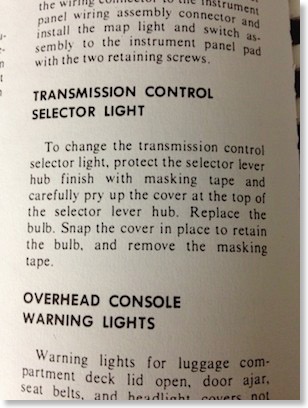 the wiring connector to the instrument
panel wiring assembly connector and
install the map light and switch as-
sembly to the instrument panel pad
with the two retaining screws.
TRANSMISSION CONTROL
SELECTOR LIGHT
To change the transmission control
selector light, protect the selector lever
hub finish with masking tape and
carefully pry up the cover at the top of
the selector lever hub. Replace the
bulb. Snap the cover in place to retain
the bulb, and remove the masking
tape.
OVERHEAD CONSOLE
WARNING LIGHTS
Warning lights for luggage com-
partment deck lid open, door ajar,
seat belts, and headlight covers not